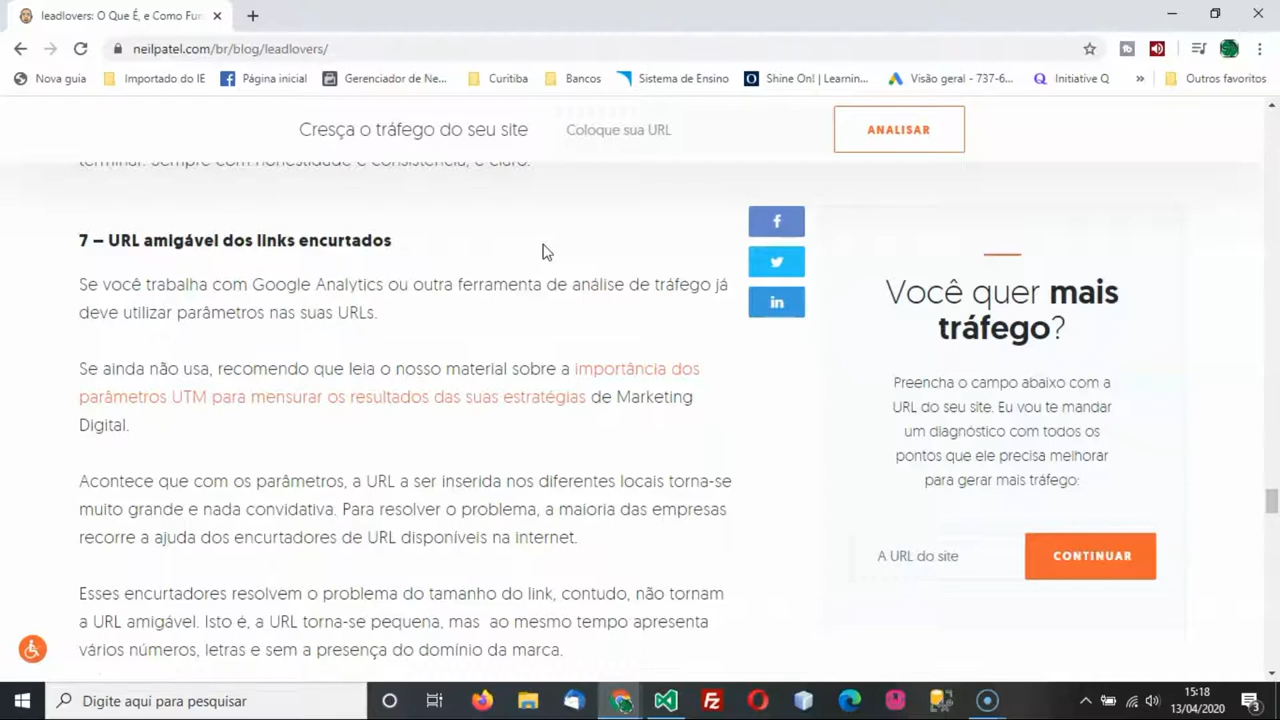 leadlovers: O Que É, e Como Fun
neilpatel.com/br/blog/leadlovers/
Nova guia
Importado do IE
Página inicial
Gerenciador de Ne...
Curitiba
Bancos
Sistema de Ensino
Shine On! | Learnin...
Visão geral - 737-6...
Initiative Q
»
Outros favoritos
Cresça o tráfego do seu site
Coloque sua URL
ANALISAR
terminar. Sempre com honestidade e consistência, é claro.
7 – URL amigável dos links encurtados
Se você trabalha com Google Analytics ou outra ferramenta de análise de tráfego já
deve utilizar parâmetros nas suas URLs.
Se ainda não usa, recomendo que leia o nosso material sobre a importância dos
parâmetros UTM para mensurar os resultados das suas estratégias de Marketing
Digital.
Acontece que com os parâmetros, a URL a ser inserida nos diferentes locais torna-se
muito grande e nada convidativa. Para resolver o problema, a maioria das empresas
recorre a ajuda dos encurtadores de URL disponíveis na internet.
Esses encurtadores resolvem o problema do tamanho do link, contudo, não tornam
a URL amigável. Isto é, a URL torna-se pequena, mas ao mesmo tempo apresenta
vários números, letras e sem a presença do domínio da marca.
Você quer mais
tráfego?
Preencha o campo abaixo com a
URL do seu site. Eu vou te mandar
um diagnóstico com todos os
pontos que ele precisa melhorar
para gerar mais tráfego:
A URL do site
CONTINUAR
Digite aqui para pesquisar
15:18
13/04/2020
3